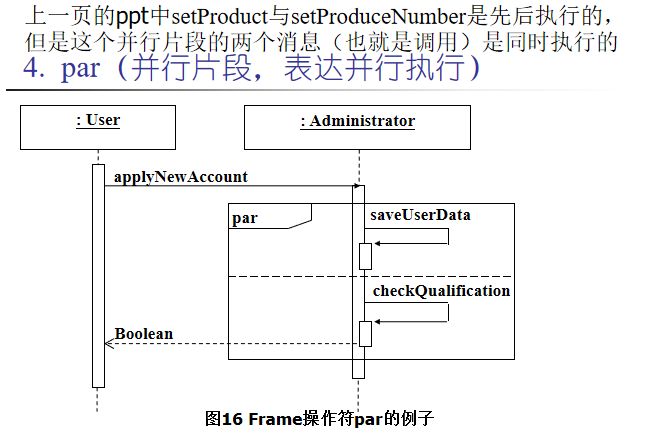 上一页的ppt中setProduct与setProduceNumber是先后执行的，
但是这个并行片段的两个消息（也就是调用）是同时执行的
4. par（并行片段，表达并行执行）
: User
: Administrator
applyNewAccount
par
saveUserData
checkQualification
Boolean
图16 Frame操作符par的例子